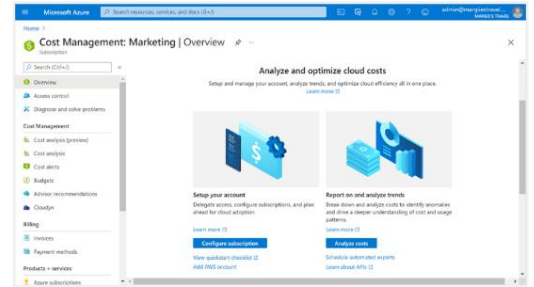 Microsoft Azure
Search resources, services, and docs (G+/)
admin@margiestravel....
MARGIE'S TRAVEL
Home >
Cost Management: Marketing | Overview
Subscription
Search (Ctrl+/)
Overview
Access control
Diagnose and solve problems
Cost Management
Cost analysis (preview)
Cost analysis
Cost alerts
Budgets
Advisor recommendations
Cloudyn
Billing
Invoices
Payment methods
Products + services
Azure subscriptions
Analyze and optimize cloud costs
Setup and manage your account, analyze trends, and optimize cloud efficiency all in one place.
Learn more
Setup your account
Delegate access, configure subscriptions, and plan
ahead for cloud adoption.
Learn more
Configure subscription
View quickstart checklist
Add AWS account
Report on and analyze trends
Break down and analyze costs to identify anomalies
and drive a deeper understanding of cost and usage
patterns.
Learn more
Analyze costs
Schedule automated exports
Learn about APIs